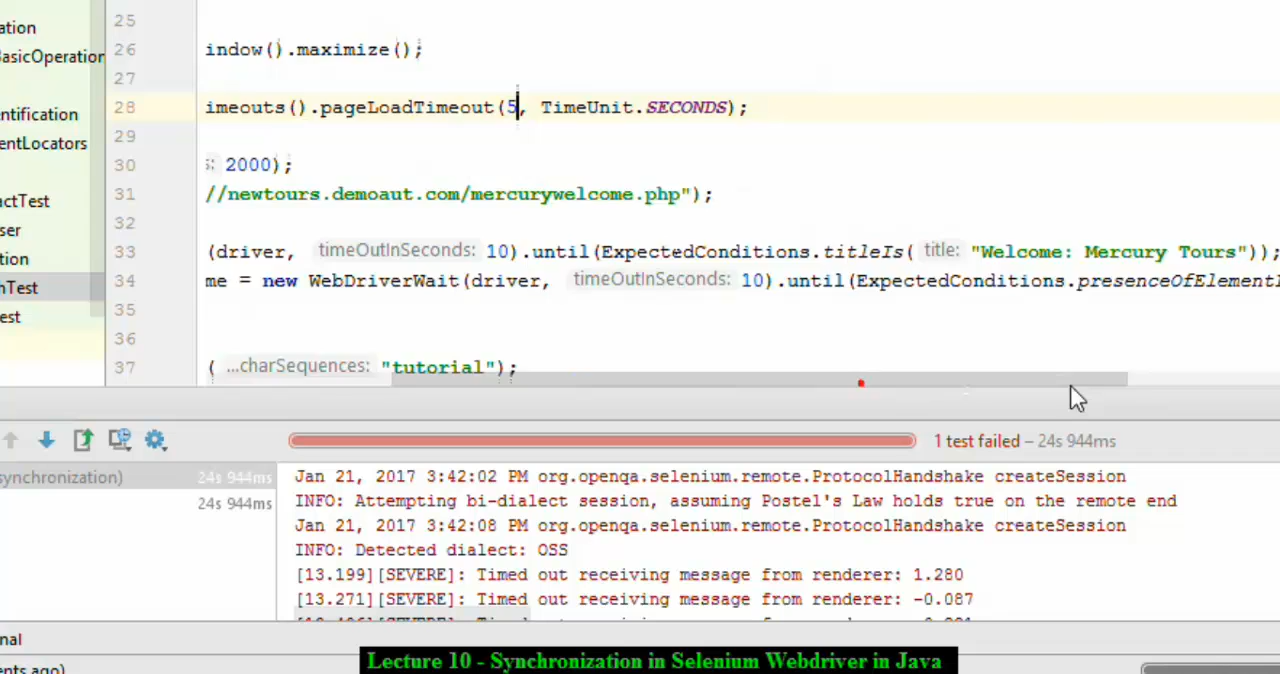 25
ation
26 indow().maximize();
BasicOperation
27
28 imeouts().pageLoadTimeout(5, TimeUnit.SECONDS);
ntification
29
entLocators
30 s: 2000);
31 //newtours.demoaut.com/mercurywelcome.php");
actTest
32
ser
33 (driver, timeOutInSeconds: 10).until(ExpectedConditions.titleIs( title: "Welcome: Mercury Tours"));
tion
34 me = new WebDriverWait(driver, timeOutInSeconds: 10).until(ExpectedConditions.presenceOfElementL
nTest
35
est
36
37 ( ...charSequences: "tutorial");
1 test failed – 24s 944ms
synchronization) 24s 944ms
24s 944ms
Jan 21, 2017 3:42:02 PM org.openqa.selenium.remote.ProtocolHandshake createSession
INFO: Attempting bi-dialect session, assuming Postel's Law holds true on the remote end
Jan 21, 2017 3:42:08 PM org.openqa.selenium.remote.ProtocolHandshake createSession
INFO: Detected dialect: OSS
[13.199][SEVERE]: Timed out receiving message from renderer: 1.280
[13.271][SEVERE]: Timed out receiving message from renderer: -0.087
nal
ents ago)
Lecture 10 - Synchronization in Selenium Webdriver in Java